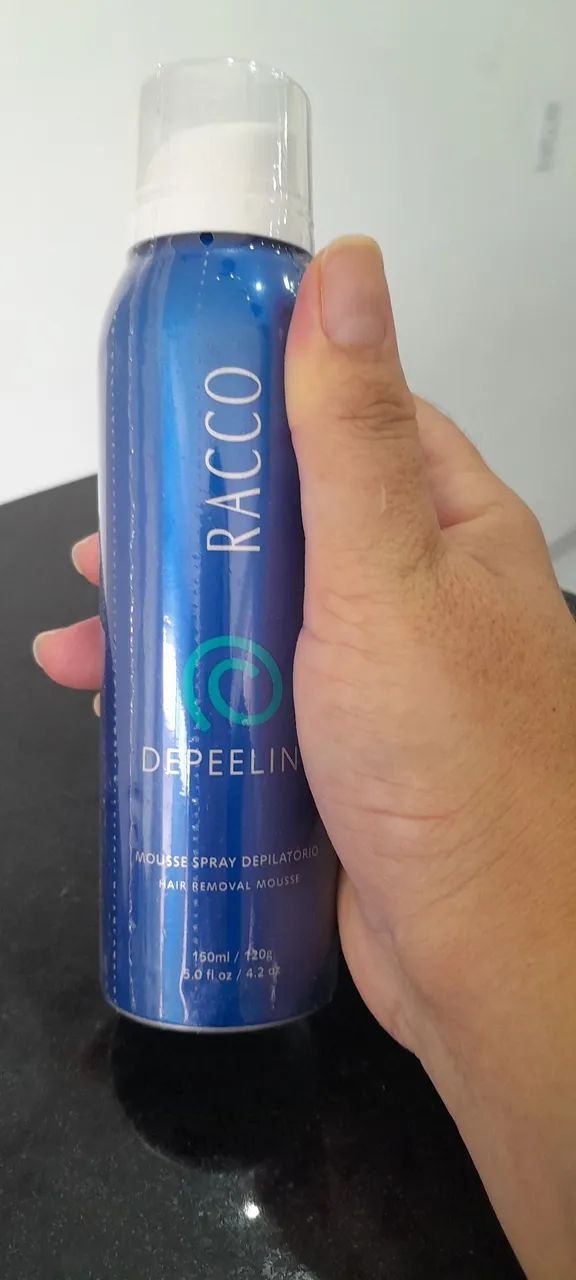 RACCO
DEPEELIN
MOUSSE SPRAY DEPILATÓRIO
HAIR REMOVAL MOUSSE
150ml / 120g
5.0 fl oz / 4.2 oz